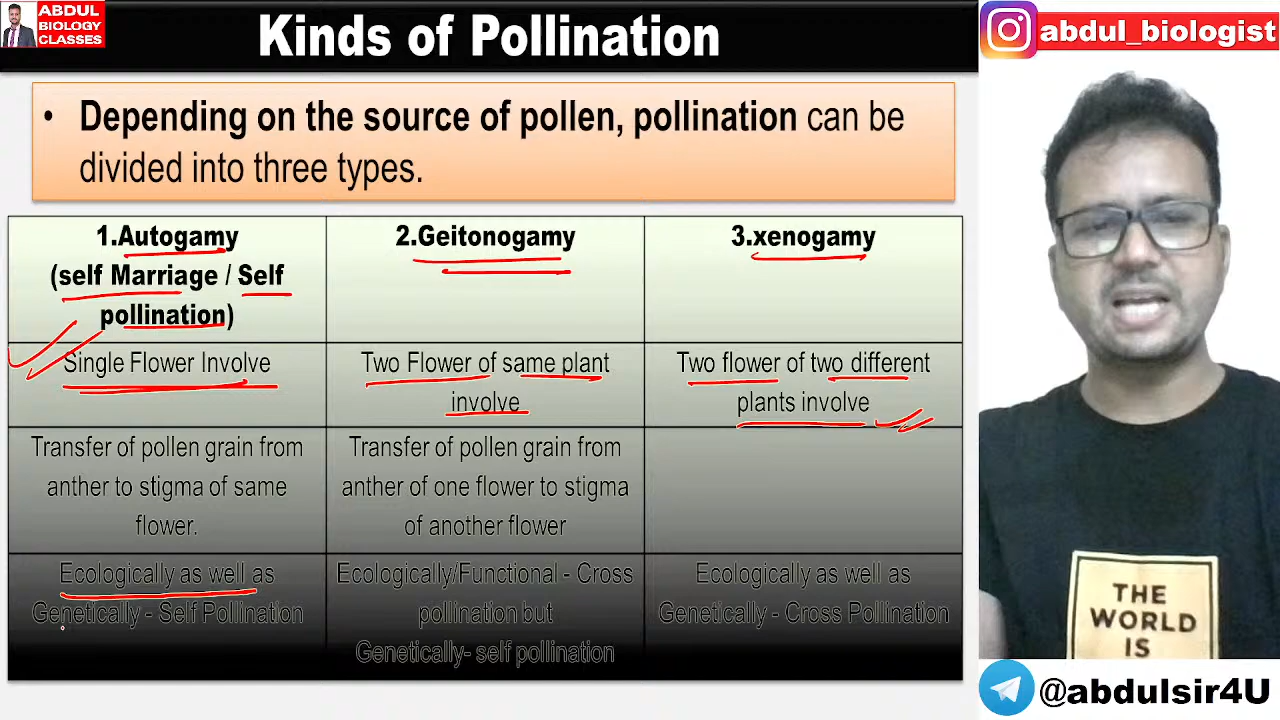 ABDUL
BIOLOGY
CLASSES
Kinds of Pollination
abdul_biologist
• Depending on the source of pollen, pollination can be
divided into three types.
1.Autogamy
(self Marriage / Self
pollination)
2.Geitonogamy
3.xenogamy
Single Flower Involve
Two Flower of same plant
involve
Two flower of two different
plants involve
Transfer of pollen grain from
anther to stigma of same
flower.
Transfer of pollen grain from
anther of one flower to stigma
of another flower
Ecologically as well as
Genetically - Self Pollination
Ecologically/Functional - Cross
pollination but
Genetically- self pollination
Ecologically as well as
Genetically - Cross Pollination
THE
WORLD
IS
@abdulsir4U